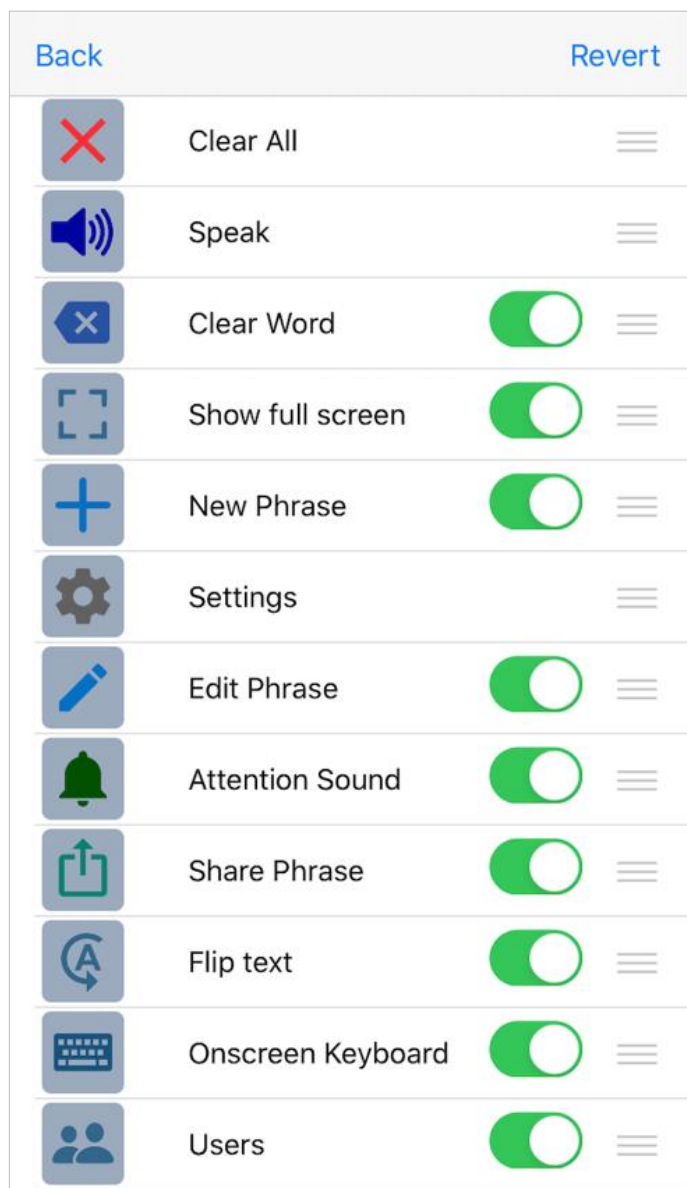 Back Revert
Clear All
Speak
Clear Word
Show full screen
New Phrase
Settings
Edit Phrase
Attention Sound
Share Phrase
A Flip text
Onscreen Keyboard
Users